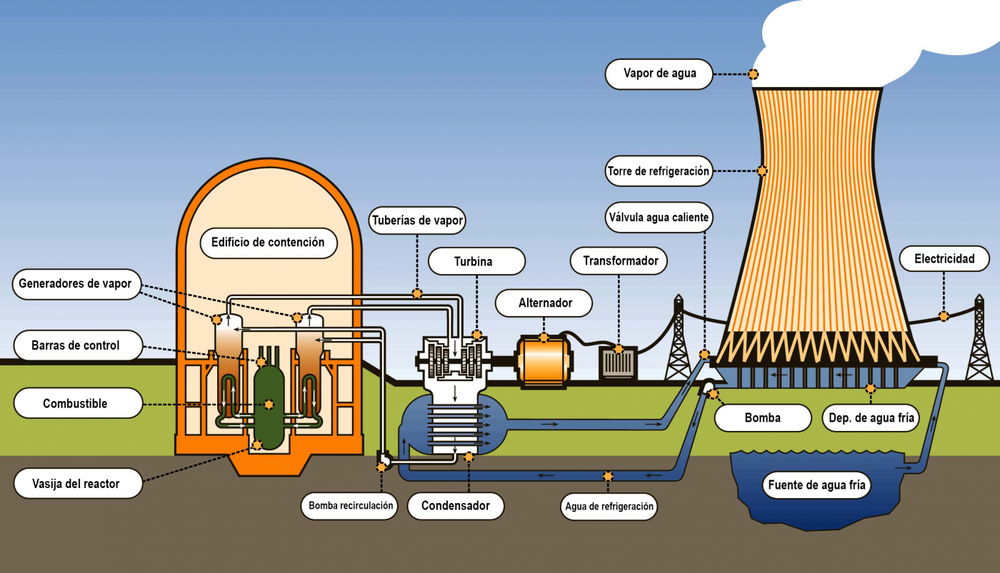 Vapor de agua
Torre de refrigeración
Válvula agua caliente
Tuberías de vapor
Edificio de contención
Turbina
Transformador
Electricidad
Generadores de vapor
Alternador
Barras de control
Combustible
Bomba
Dep. de agua fría
Vasija del reactor
Fuente de agua fría
Bomba recirculación
Condensador
Agua de refrigeración